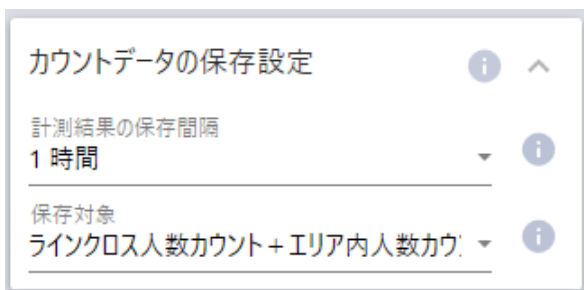 カウントデータの保存設定
計測結果の保存間隔
1 時間
保存対象
ラインクロス人数カウント+エリア内人数カウ